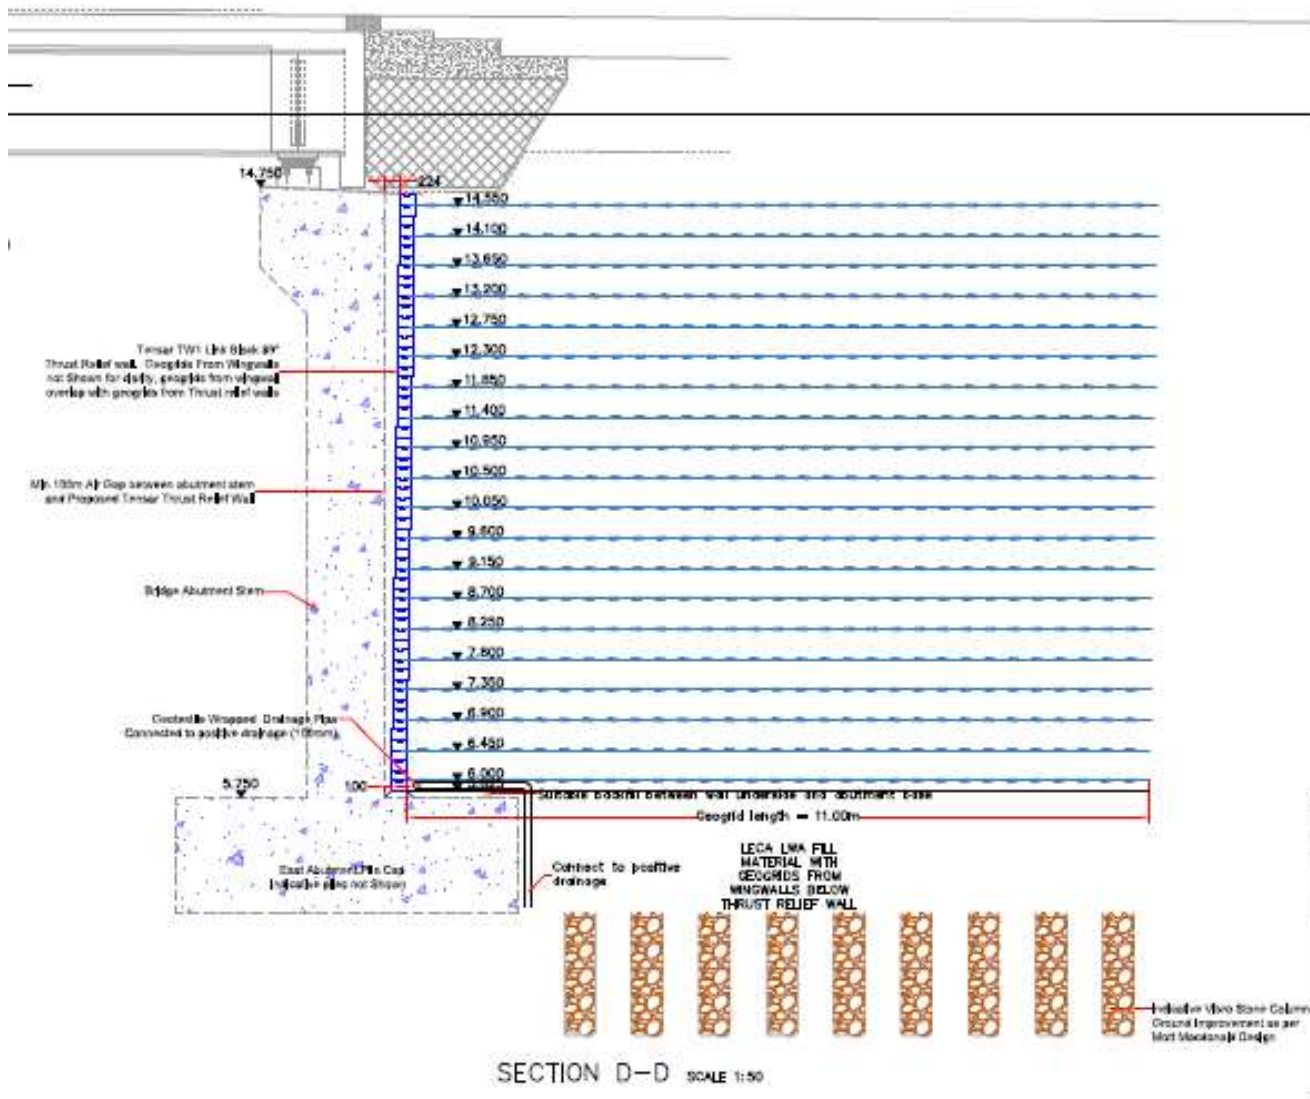 14.750
224
14.550
14.100
13.650
13.200
12.750
12.300
Tensar TW1 Link Block 89°
Thrust Relief wall. Geogrids From Wingwalls
not Shown for clarity, geogrids from wingwall
overlap with geogrids from Thrust relief walls
11.850
11.400
10.950
10.500
Min 100m Air Gap between abutment stem
and Proposed Tensar Thrust Relief Wall
10.050
9.600
9.150
Bridge Abutment Stem
8.700
8.250
7.800
7.350
6.900
Geotextile Wrapped Drainage Pipe
Connected to positive drainage (100mm)
6.450
6.000
5.750
100
Suitable backfill between wall underside and abutment base
Geogrid length = 11.00m
East Abutment Pile Cap
Indicative piles not Shown
Connect to positive
drainage
LECA LWA FILL
MATERIAL WITH
GEOGRIDS FROM
WINGWALLS BELOW
THRUST RELIEF WALL
Indicative Vibro Stone Column
Ground Improvement as per
Mott Macdonald Design
SECTION D-D SCALE 1:50